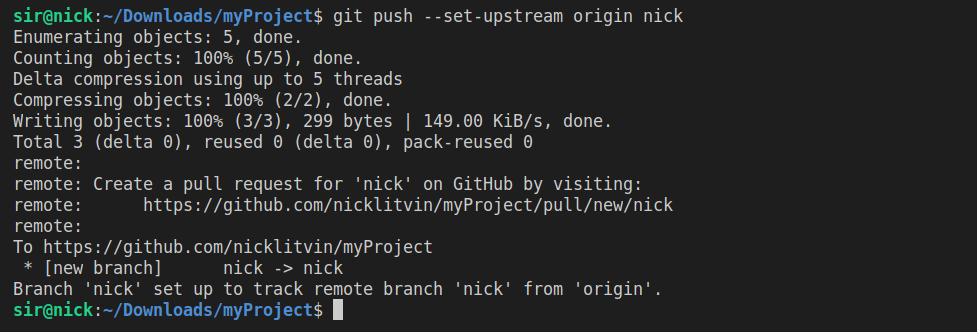 sir@nick:~/Downloads/myProject$ git push --set-upstream origin nick
Enumerating objects: 5, done.
Counting objects: 100% (5/5), done.
Delta compression using up to 5 threads
Compressing objects: 100% (2/2), done.
Writing objects: 100% (3/3), 299 bytes | 149.00 KiB/s, done.
Total 3 (delta 0), reused 0 (delta 0), pack-reused 0
remote:
remote: Create a pull request for 'nick' on GitHub by visiting:
remote:      https://github.com/nicklitvin/myProject/pull/new/nick
remote:
To https://github.com/nicklitvin/myProject
 * [new branch]      nick -> nick
Branch 'nick' set up to track remote branch 'nick' from 'origin'.
sir@nick:~/Downloads/myProject$